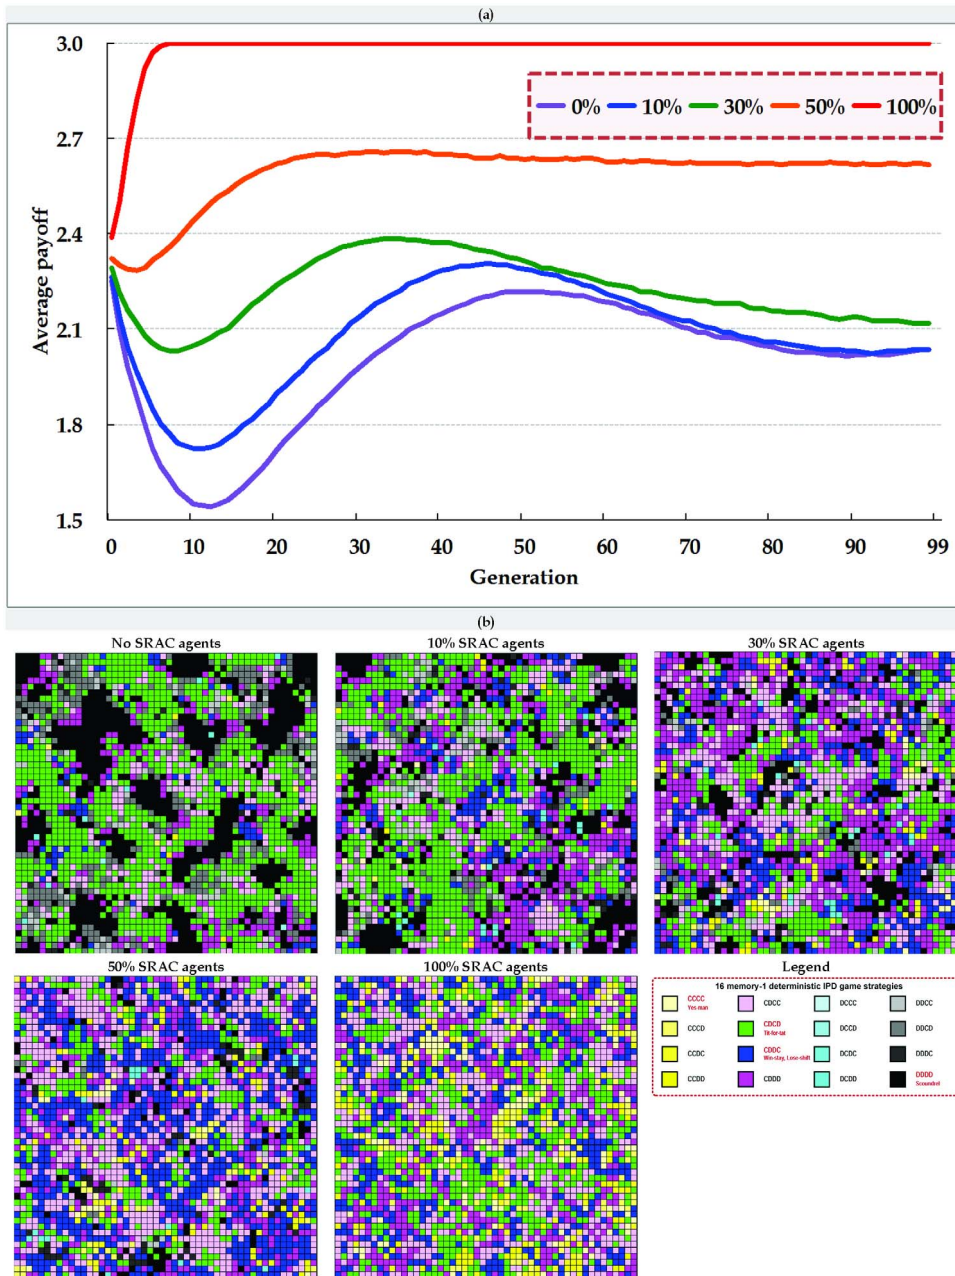 (a)
3.0
2.7
2.4
2.1
1.8
1.5
Average payoff
0% 10% 30% 50% 100%
0 10 20 30 40 50 60 70 80 90 99
Generation
(b)
No SRAC agents
10% SRAC agents
30% SRAC agents
50% SRAC agents
100% SRAC agents
Legend
16 memory-1 deterministic IPD game strategies
CCCC CDCC DCCC DDCC
Yes-man
CCCD CDCD DCCD DDCD
Tit-for-tat
CCDC CDDC DCDC DDDC
Win-stay, Lose-shift
CCDD CDDD DCDD DDDD
Scoundrel